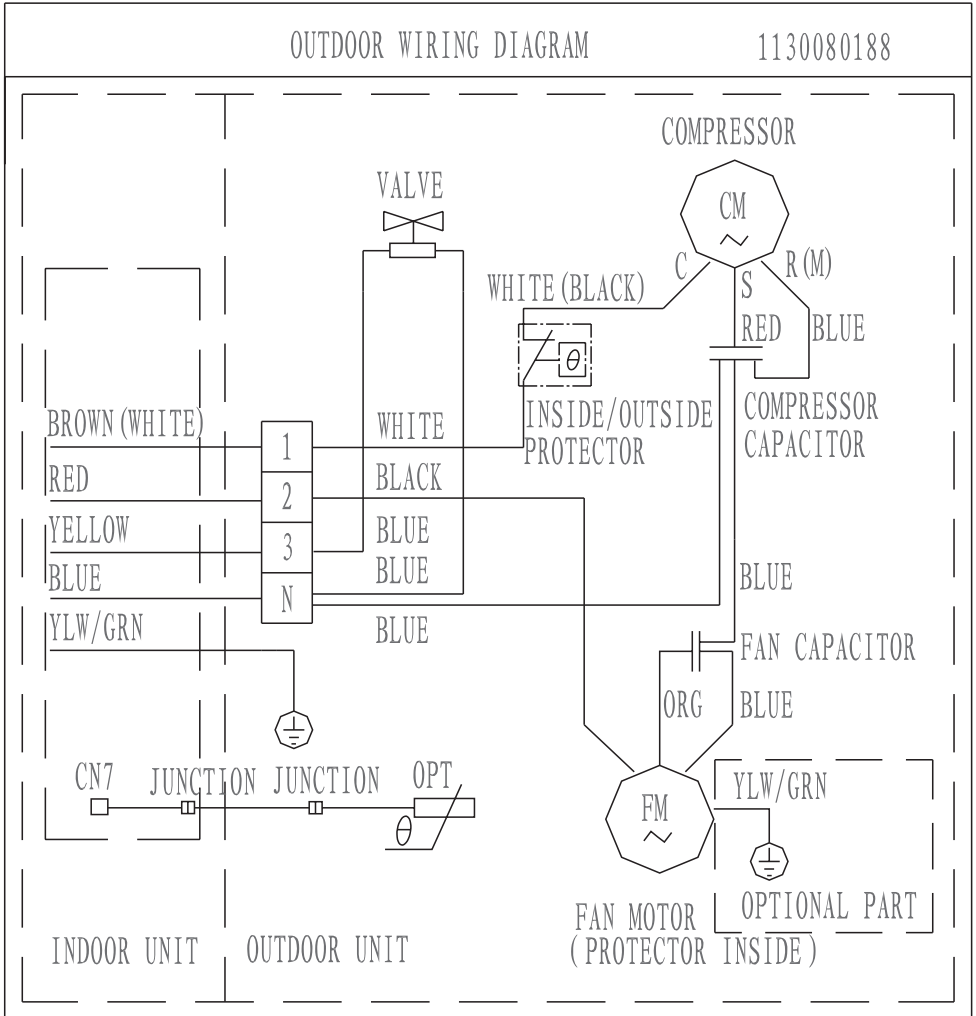 OUTDOOR WIRING DIAGRAM 1130080188
COMPRESSOR
VALVE
CM
C
S
R(M)
WHITE(BLACK)
RED
BLUE
θ
INSIDE/OUTSIDE
PROTECTOR
COMPRESSOR
CAPACITOR
BROWN(WHITE)
1
WHITE
RED
2
BLACK
YELLOW
3
BLUE
BLUE
BLUE
N
BLUE
BLUE
YLW/GRN
FAN CAPACITOR
ORG
BLUE
CN7
JUNCTION
JUNCTION
OPT
θ
FM
YLW/GRN
OPTIONAL PART
FAN MOTOR
(PROTECTOR INSIDE)
INDOOR UNIT
OUTDOOR UNIT